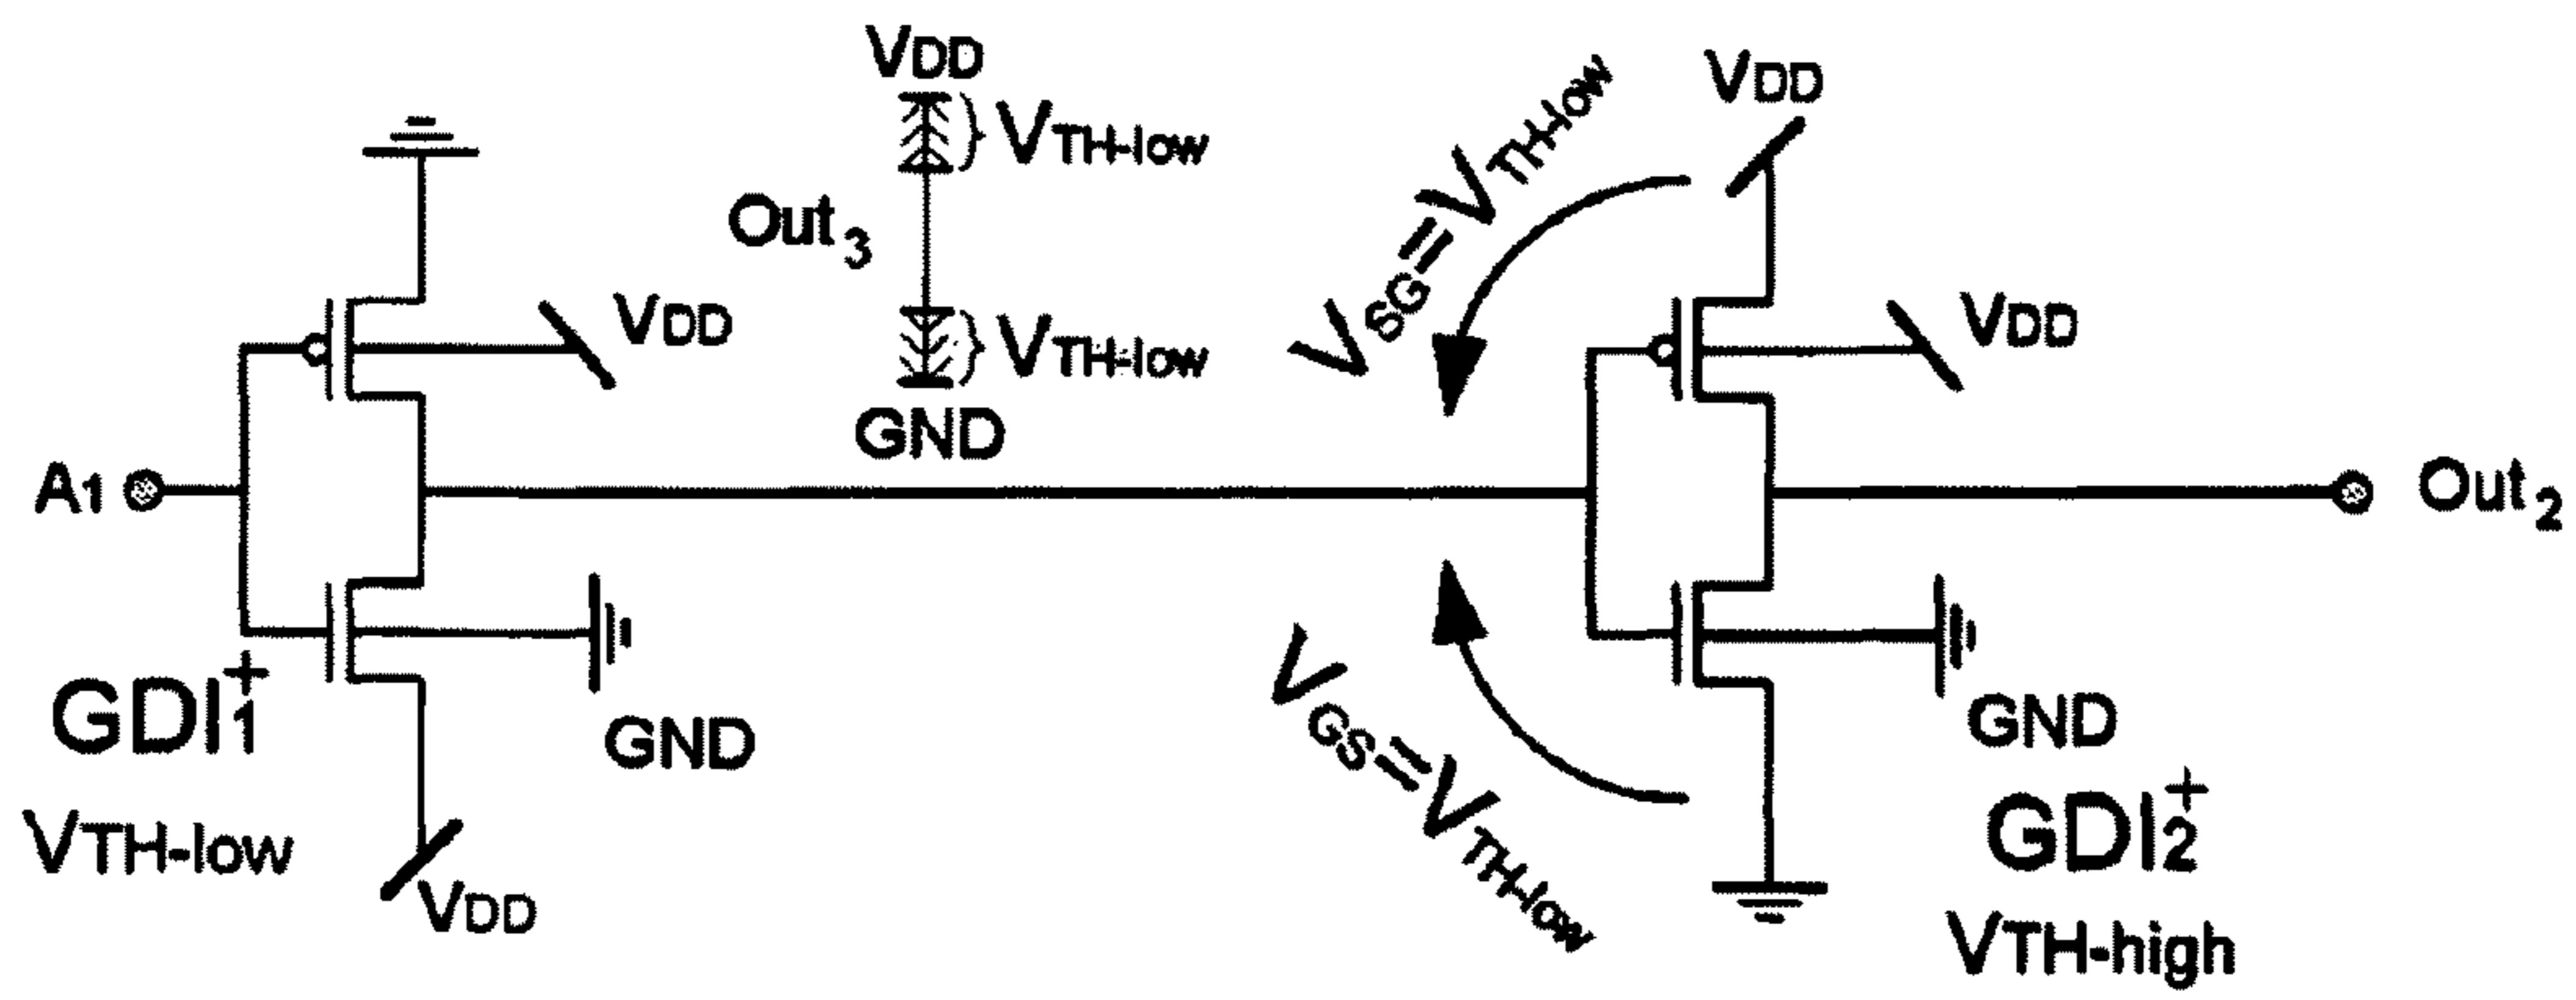 VDD
VTH-low
Out3
VTH-low
GND
VDD
A1
GDI1+
VTH-low
GND
VDD
VSG=VTH-low
VDD
VDD
VGS=VTH-low
Out2
GND
GDI2+
VTH-high